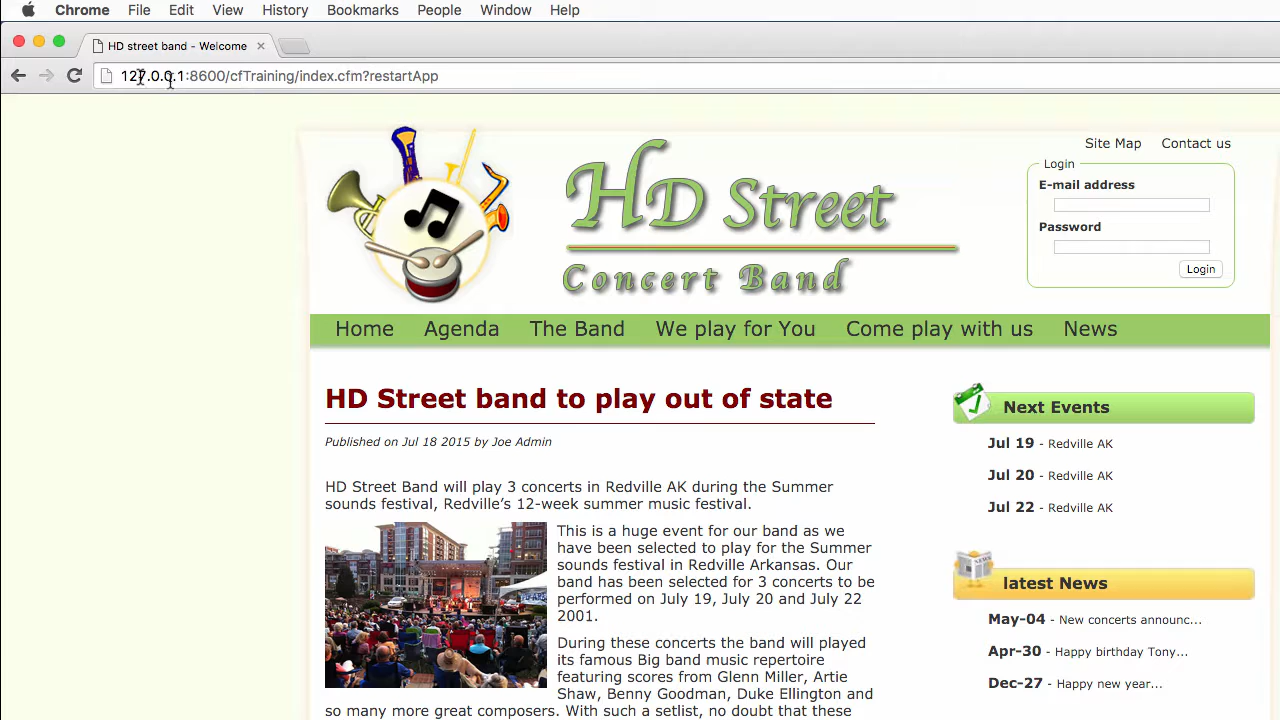 Chrome File Edit View History Bookmarks People Window Help
HD street band - Welcome
127.0.0.1:8600/cfTraining/index.cfm?restartApp
Site Map Contact us
HD Street
Concert Band
Login
E-mail address
Password
Login
Home Agenda The Band We play for You Come play with us News
HD Street band to play out of state
Published on Jul 18 2015 by Joe Admin
HD Street Band will play 3 concerts in Redville AK during the Summer
sounds festival, Redville’s 12-week summer music festival.
This is a huge event for our band as we
have been selected to play for the Summer
sounds festival in Redville Arkansas. Our
band has been selected for 3 concerts to be
performed on July 19, July 20 and July 22
2001.
During these concerts the band will played
its famous Big band music repertoire
featuring scores from Glenn Miller, Artie
Shaw, Benny Goodman, Duke Ellington and
so many more great composers. With such a setlist, no doubt that these
Next Events
Jul 19 - Redville AK
Jul 20 - Redville AK
Jul 22 - Redville AK
NEWS
latest News
May-04 - New concerts announc...
Apr-30 - Happy birthday Tony...
Dec-27 - Happy new year...